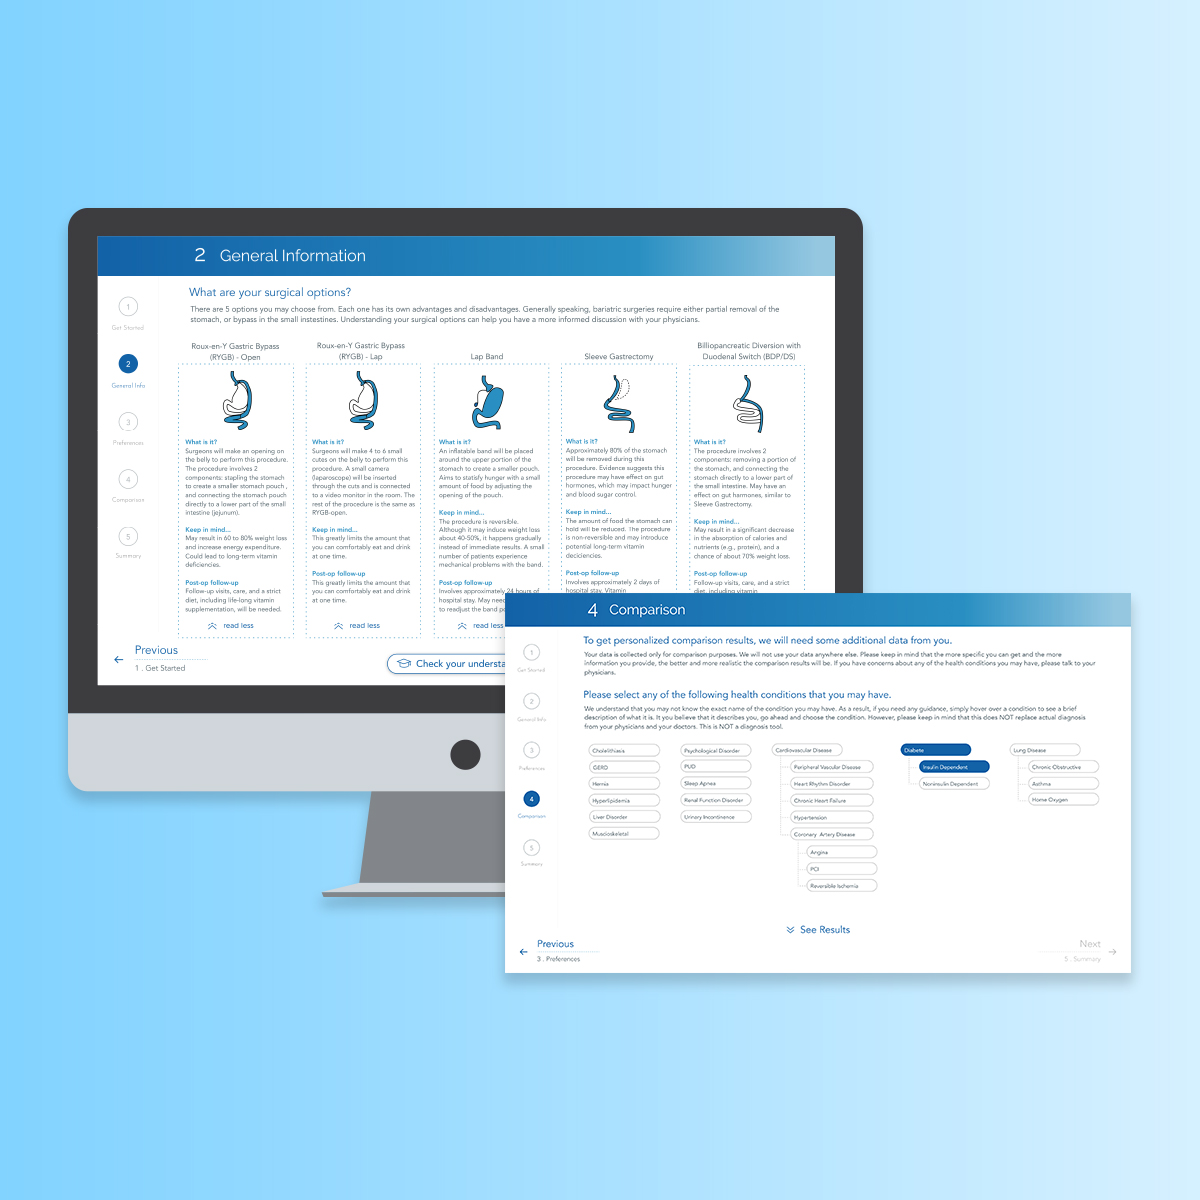 2 General Information
What are your surgical options?
There are 5 options you may choose from. Each one has its own advantages and disadvantages. Generally speaking, bariatric surgeries require either partial removal of the
stomach, or bypass in the small instestines. Understanding your surgical options can help you have a more informed discussion with your physicians.
1
Get Started
2
General Info
3
Preferences
4
Comparison
5
Summary
Roux-en-Y Gastric Bypass
(RYGB) - Open
What is it?
Surgeons will make an opening on
the belly to perform this procedure.
The procedure involves 2
components: stapling the stomach
to create a smaller stomach pouch ,
and connecting the stomach pouch
directly to a lower part of the small
intestine (jejunum).
Keep in mind...
May result in 60 to 80% weight loss
and increase energy expenditure.
Could lead to long-term vitamin
deficiencies.
Post-op follow-up
Follow-up visits, care, and a strict
diet, including life-long vitamin
supplementation, will be needed.
read less
Roux-en-Y Gastric Bypass
(RYGB) - Lap
What is it?
Surgeons will make 4 to 6 small
cutes on the belly to perform this
procedure. A small camera
(laparoscope) will be inserted
through the cuts and is connected
to a video monitor in the room. The
rest of the procedure is the same as
RYGB-open.
Keep in mind...
This greatly limits the amount that
you can comfortably eat and drink
at one time.
Post-op follow-up
This greatly limits the amount that
you can comfortably eat and drink
at one time.
read less
Lap Band
What is it?
An inflatable band will be placed
around the upper portion of the
stomach to create a smaller pouch.
Aims to statisfy hunger with a small
amount of food by adjusting the
opening of the pouch.
Keep in mind...
The procedure is reversible.
Although it may induce weight loss
about 40-50%, it happens gradually
instead of immediate results. A small
number of patients experience
mechanical problems with the band.
Post-op follow-up
Involves approximately 24 hours of
hospital stay. May need
to readjust the band po
read less
Sleeve Gastrectomy
What is it?
Approximately 80% of the stomach
will be removed during this
procedure. Evidence suggests this
procedure may have effect on gut
hormones, which may impact hunger
and blood sugar control.
Keep in mind...
The amount of food the stomach can
hold will be reduced. The procedure
is non-reversible and may introduce
potential long-term vitamin
deciciencies.
Post-op follow-up
Involves approximately 2 days of
hospital stay. Vitamin
Billiopancreatic Diversion with
Duodenal Switch (BDP/DS)
What is it?
The procedure involves 2
components: removing a portion of
the stomach, and connecting the
stomach directly to a lower part of
the small intestine. May have an
effect on gut hormones, similar to
Sleeve Gastrectomy.
Keep in mind...
May result in a significant decrease
in the absorption of calories and
nutrients (e.g., protein), and a
chance of about 70% weight loss.
Post-op follow-up
Follow-up visits, care, and a strict
diet, including vitamin
Previous
1 . Get Started
Check your understa
4 Comparison
1
Get Started
2
General Info
3
Preferences
4
Comparison
5
Summary
To get personalized comparison results, we will need some additional data from you.
Your data is collected only for comparison purposes. We will not use your data anywhere else. Please keep in mind that the more specific you can get and the more
information you provide, the better and more realistic the comparison results will be. If you have concerns about any of the health conditions you may have, please talk to your
physicians.
Please select any of the following health conditions that you may have.
We understand that you may not know the exact name of the condition you may have. As a result, if you need any guidance, simply hover over a condition to see a brief
description of what it is. It you believe that it describes you, go ahead and choose the condition. However, please keep in mind that this does NOT replace actual diagnosis
from your physicians and your doctors. This is NOT a diagnosis tool.
Cholelithiasis
GERD
Hernia
Hyperlipidemia
Liver Disorder
Muscloskeletal
Psychological Disorder
PUD
Sleep Apnea
Renal Function Disorder
Urinary Incontinence
Cardiovascular Disease
Peripheral Vascular Disease
Heart Rhythm Disorder
Chronic Heart Failure
Hypertension
Coronary Artery Disease
Angina
PCI
Reversible Ischemia
Diabete
Insulin Dependent
Noninsulin Dependent
Lung Disease
Chronic Obstructive
Asthma
Home Oxygen
See Results
Previous
3 . Preferences
Next
5 . Summary